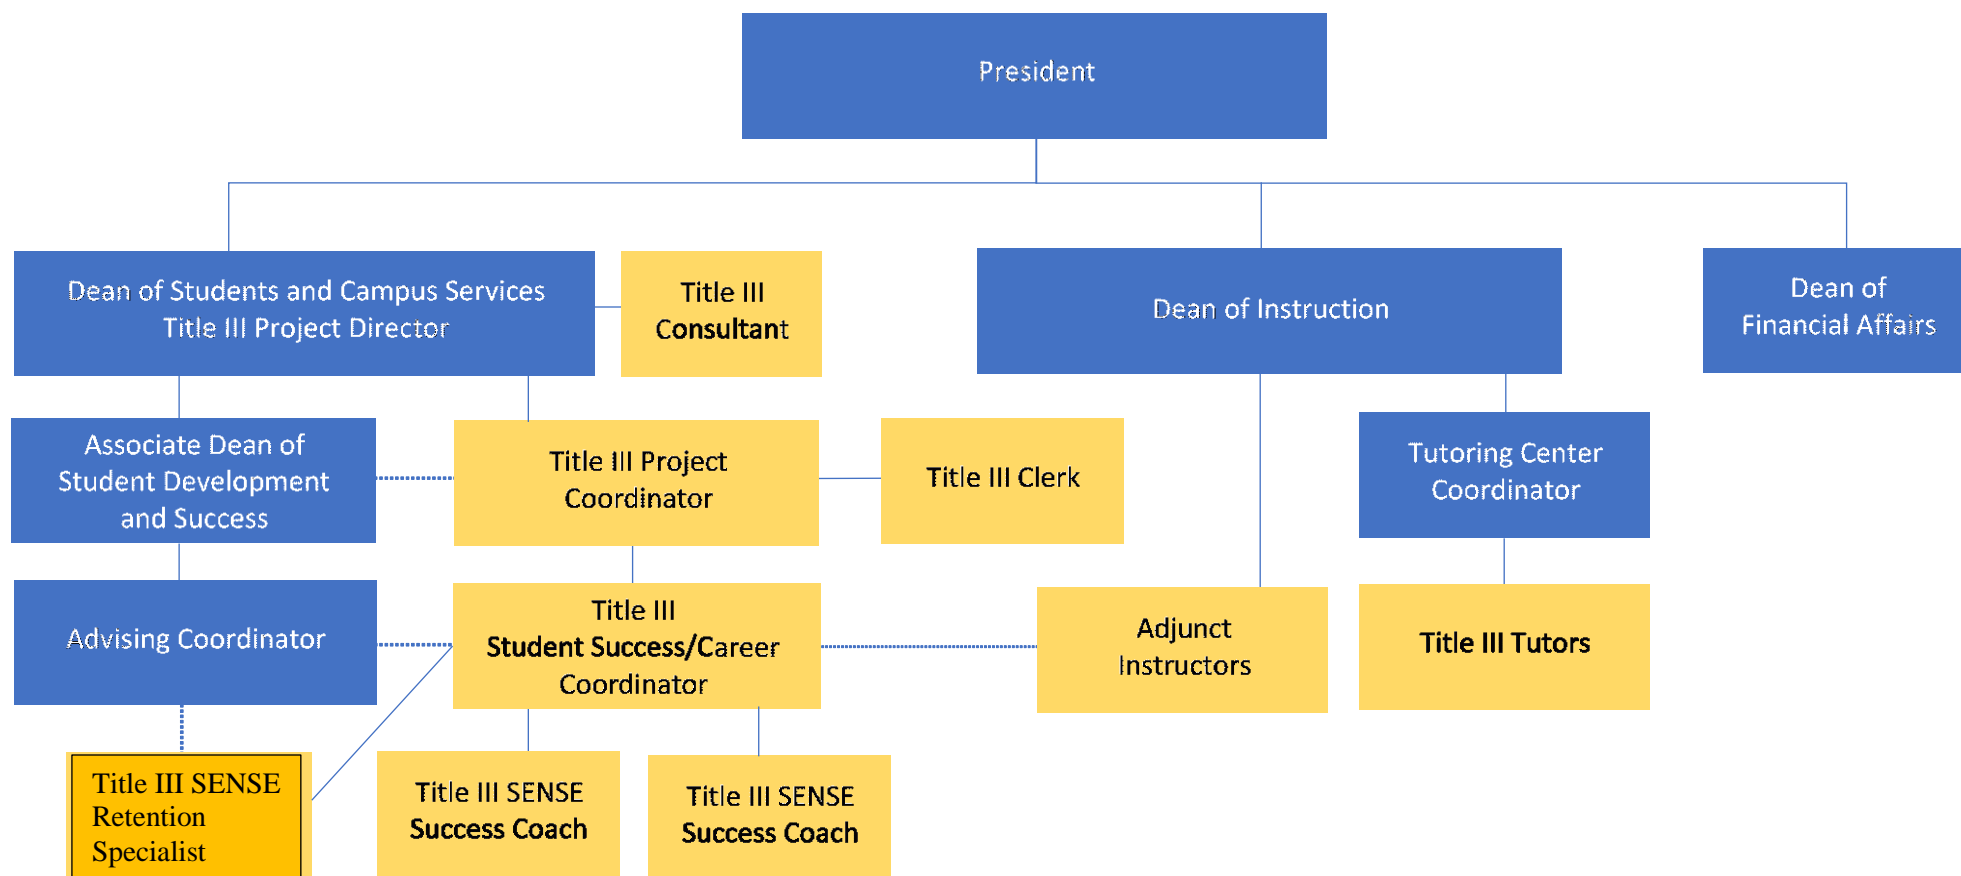 President
Dean of Students and Campus Services
Title III Project Director
Title III
Consultant
Dean of Instruction
Dean of
Financial Affairs
Associate Dean of
Student Development
and Success
Title III Project
Coordinator
Title III Clerk
Tutoring Center
Coordinator
Advising Coordinator
Title III
Student Success/Career
Coordinator
Adjunct
Instructors
Title III Tutors
Title III SENSE
Retention
Specialist
Title III SENSE
Success Coach
Title III SENSE
Success Coach